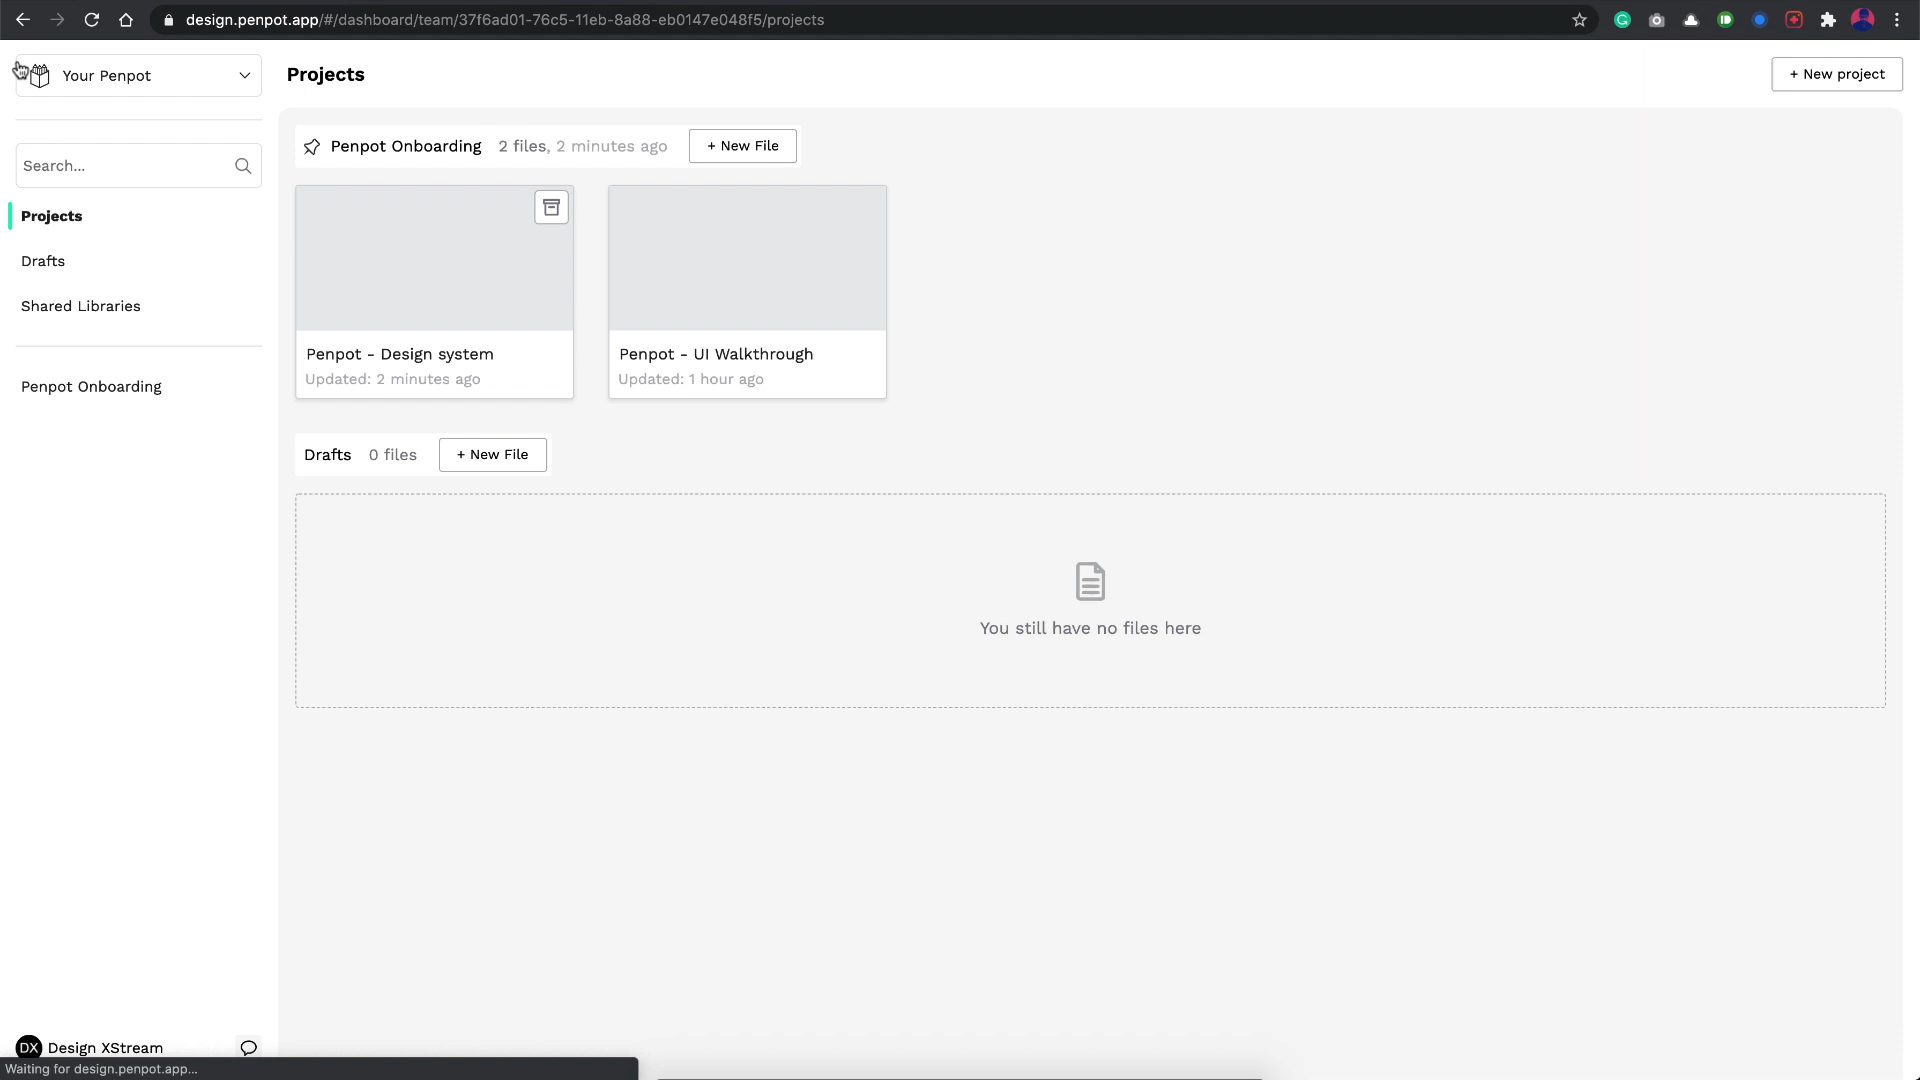 design.penpot.app/#/dashboard/team/37f6ad01-76c5-11eb-8a88-eb0147e048f5/projects
Your Penpot
Projects
+ New project
Search...
Projects
Drafts
Shared Libraries
Penpot Onboarding
Penpot Onboarding 2 files, 2 minutes ago + New File
Penpot - Design system
Updated: 2 minutes ago
Penpot - UI Walkthrough
Updated: 1 hour ago
Drafts 0 files + New File
You still have no files here
DX Design XStream
Waiting for design.penpot.app...